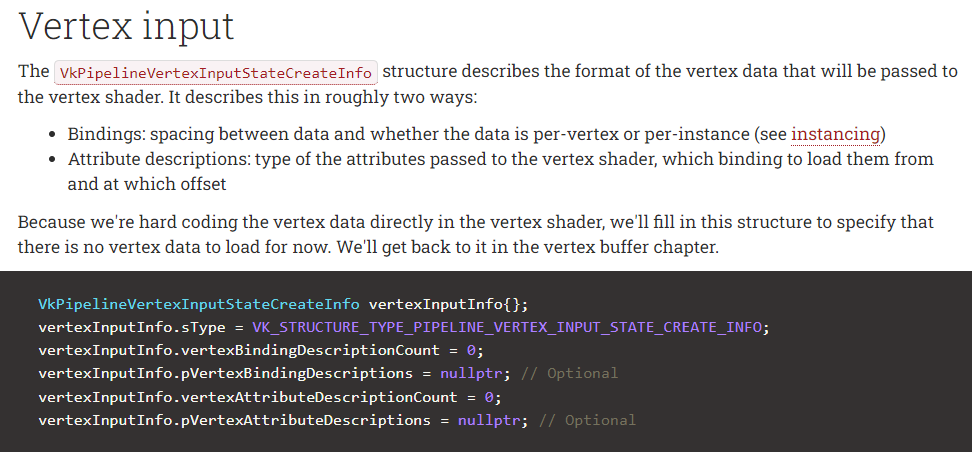 Vertex input
The VkPipelineVertexInputStateCreateInfo structure describes the format of the vertex data that will be passed to
the vertex shader. It describes this in roughly two ways:
• Bindings: spacing between data and whether the data is per-vertex or per-instance (see instancing)
• Attribute descriptions: type of the attributes passed to the vertex shader, which binding to load them from
and at which offset
Because we're hard coding the vertex data directly in the vertex shader, we'll fill in this structure to specify that
there is no vertex data to load for now. We'll get back to it in the vertex buffer chapter.
VkPipelineVertexInputStateCreateInfo vertexInputInfo{};
vertexInputInfo.sType = VK_STRUCTURE_TYPE_PIPELINE_VERTEX_INPUT_STATE_CREATE_INFO;
vertexInputInfo.vertexBindingDescriptionCount = 0;
vertexInputInfo.pVertexBindingDescriptions = nullptr; // Optional
vertexInputInfo.vertexAttributeDescriptionCount = 0;
vertexInputInfo.pVertexAttributeDescriptions = nullptr; // Optional